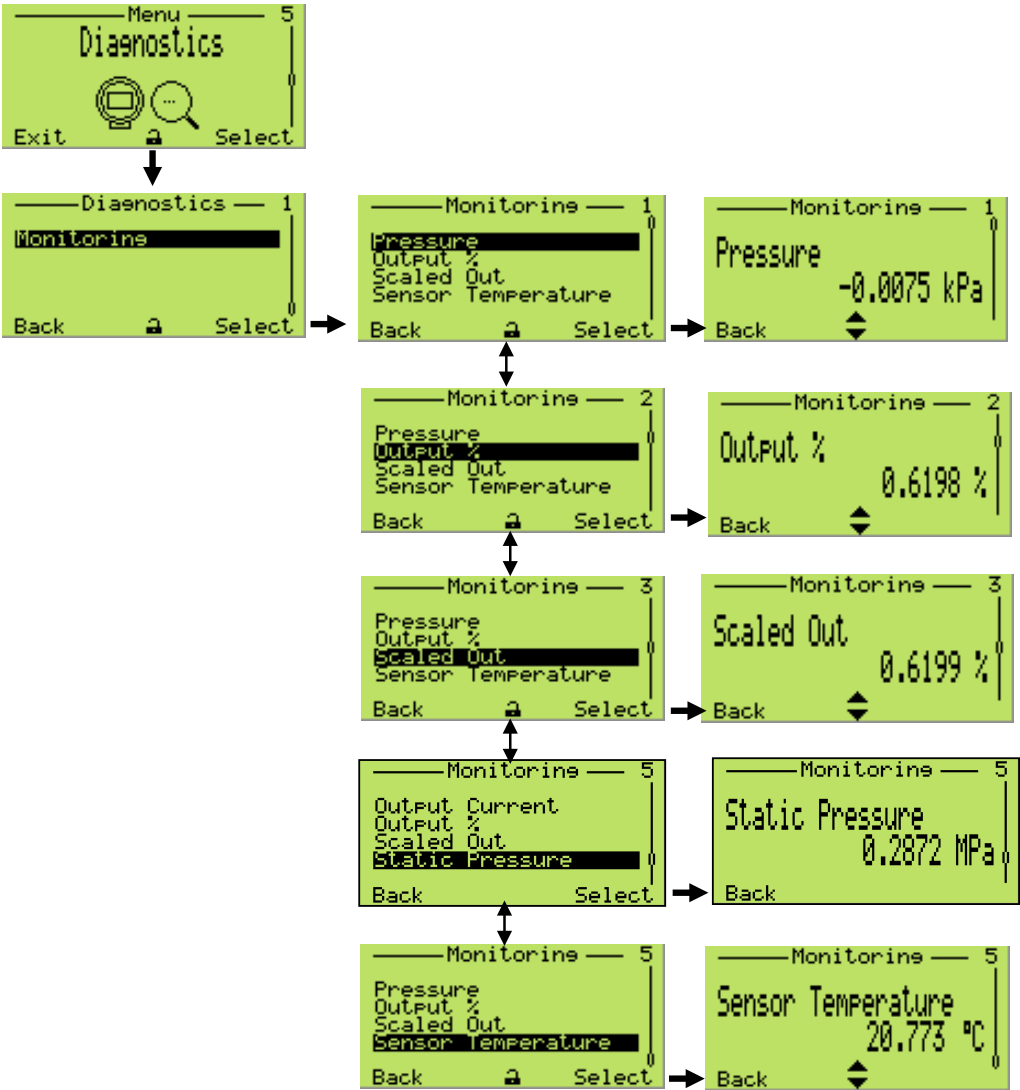 Menu 5
Diagnostics
Exit Select
Diagnostics 1
Monitoring
Back Select
Monitoring 1
Pressure
Output %
Scaled Out
Sensor Temperature
Back Select
Monitoring 1
Pressure
-0.0075 kPa
Back
Monitoring 2
Pressure
Output %
Scaled Out
Sensor Temperature
Back Select
Monitoring 2
Output %
0.6198 %
Back
Monitoring 3
Pressure
Output %
Scaled Out
Sensor Temperature
Back Select
Monitoring 3
Scaled Out
0.6199 %
Back
Monitoring 5
Output Current
Output %
Scaled Out
Static Pressure
Back Select
Monitoring 5
Static Pressure
0.2872 MPa
Back
Monitoring 5
Pressure
Output %
Scaled Out
Sensor Temperature
Back Select
Monitoring 5
Sensor Temperature
20.773 ºC
Back